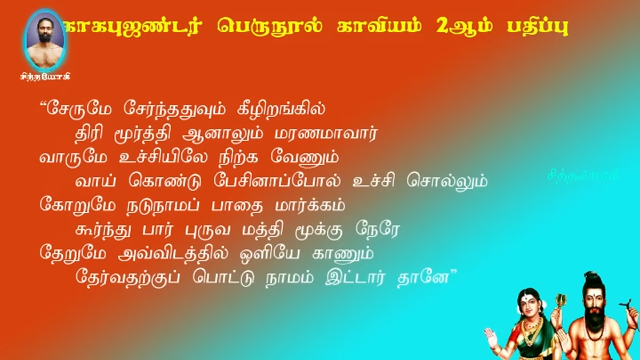 காகபுஜண்டர் பெருநூல் காவியம் 2ஆம் பதிப்பு
சித்தயோகி
“சேருமே சேர்ந்ததுவும் கீழிறங்கில்
திரி மூர்த்தி ஆனாலும் மரணமாவார்
வாருமே உச்சியிலே நிற்க வேணும்
வாய் கொண்டு பேசினாப்போல் உச்சி சொல்லும்
சித்தயோகி
கோறுமே நடுநாமப் பாதை மார்க்கம்
கூர்ந்து பார் புருவ மத்தி மூக்கு நேரே
தேறுமே அவ்விடத்தில் ஒளியே காணும்
தேர்வதற்குப் பொட்டு நாமம் இட்டார் தானே”